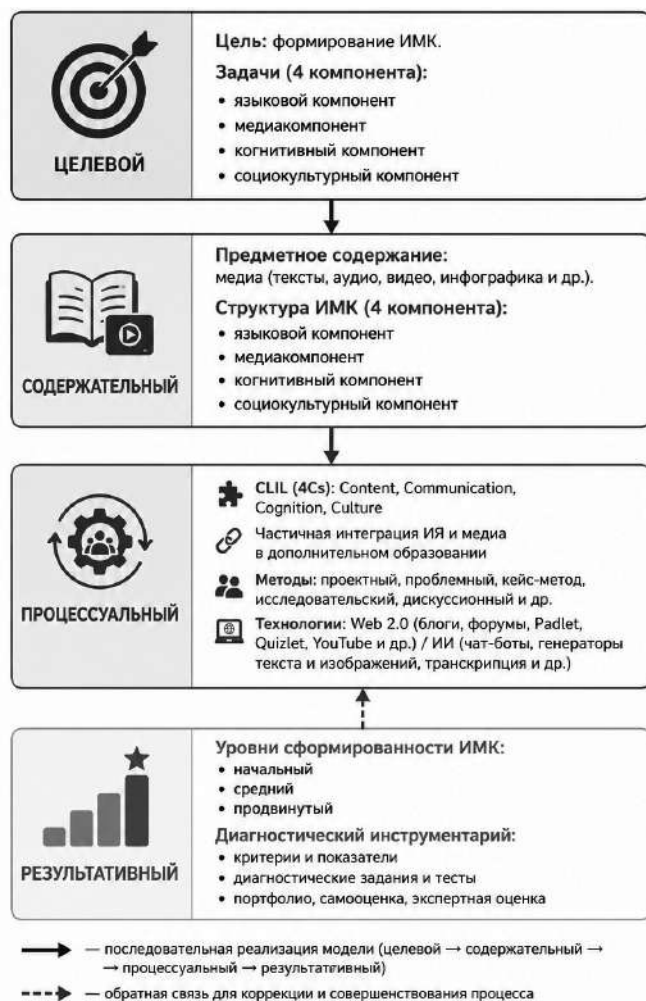 Цель: формирование ИМК.
Задачи (4 компонента):
• языковой компонент
• медиакомпонент
• когнитивный компонент
• социокультурный компонент
ЦЕЛЕВОЙ
Предметное содержание:
медиа (тексты, аудио, видео, инфографика и др.).
Структура ИМК (4 компонента):
• языковой компонент
• медиакомпонент
• когнитивный компонент
• социокультурный компонент
СОДЕРЖАТЕЛЬНЫЙ
CLIL (4Cs): Content, Communication,
Cognition, Culture
Частичная интеграция ИЯ и медиа
в дополнительном образовании
Методы: проектный, проблемный, кейс-метод,
исследовательский, дискуссионный и др.
Технологии: Web 2.0 (блоги, форумы, Padlet,
Quizlet, YouTube и др.) / ИИ (чат-боты, генераторы
текста и изображений, транскрипция и др.)
ПРОЦЕССУАЛЬНЫЙ
Уровни сформированности ИМК:
• начальный
• средний
• продвинутый
Диагностический инструментарий:
• критерии и показатели
• диагностические задания и тесты
• портфолио, самооценка, экспертная оценка
РЕЗУЛЬТАТИВНЫЙ
— последовательная реализация модели (целевой → содержательный →
→ процессуальный → результативный)
— обратная связь для коррекции и совершенствования процесса